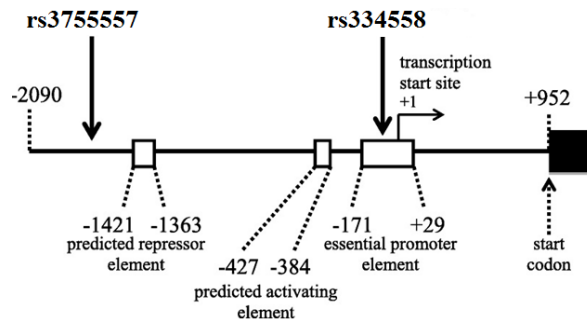 rs3755557
rs334558
transcription
start site
+1
-2090
+952
-1421
-1363
predicted repressor
element
-427
-384
predicted activating
element
-171
+29
essential promoter
element
start
codon